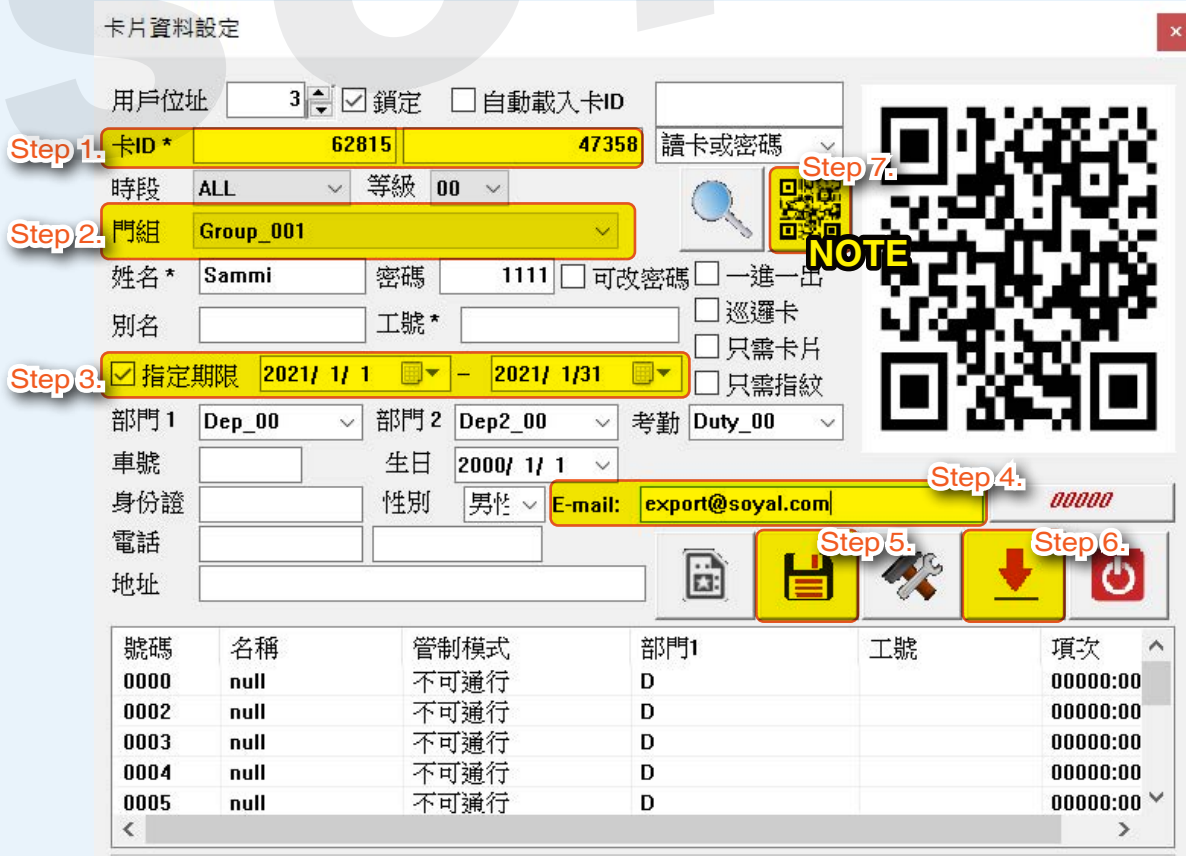 卡片資料設定
用戶位址 3 鎖定 自動載入卡ID
Step 1. 卡ID * 62815 47358 讀卡或密碼
Step 7.
時段 ALL 等級 00
Step 2. 門組 Group_001
NOTE
姓名 * Sammi 密碼 1111 可改密碼 一進一出
別名 工號 * 巡邏卡
只需卡片
Step 3. 指定期限 2021/ 1/ 1 – 2021/ 1/31 只需指紋
部門 1 Dep_00 部門 2 Dep2_00 考勤 Duty_00
車號 生日 2000/ 1/ 1
Step 4.
身份證 性別 男性 E-mail: export@soyal.com 00000
電話
Step 5. Step 6.
地址
號碼 名稱 管制模式 部門1 工號 項次
0000 null 不可通行 D 00000:00
0002 null 不可通行 D 00000:00
0003 null 不可通行 D 00000:00
0004 null 不可通行 D 00000:00
0005 null 不可通行 D 00000:00